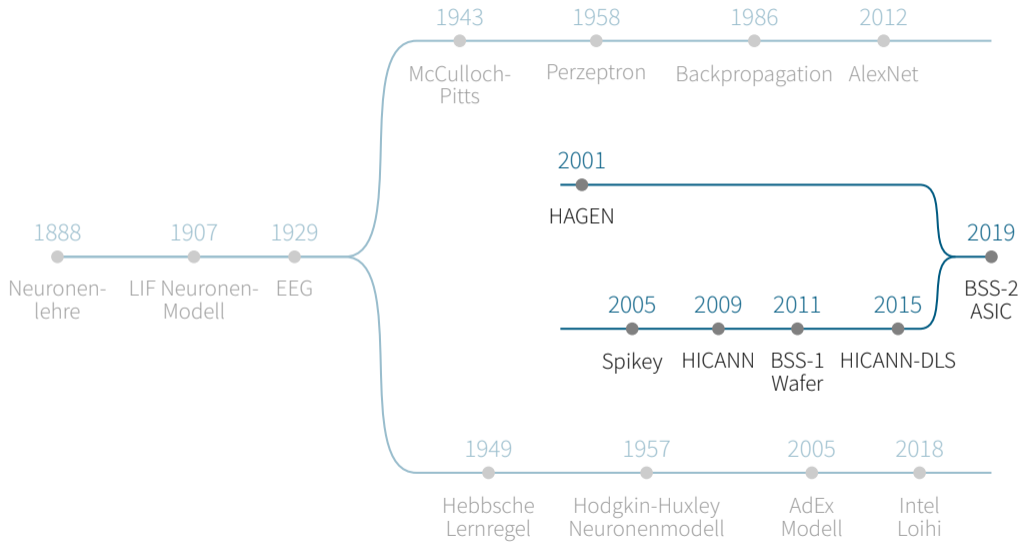 1943 1958 1986 2012
McCulloch- Perzeptron Backpropagation AlexNet
Pitts
2001
HAGEN
1888 1907 1929 2019
Neuronen- LIF Neuronen- EEG BSS-2
lehre Modell ASIC
2005 2009 2011 2015
Spikey HICANN BSS-1 HICANN-DLS
Wafer
1949 1957 2005 2018
Hebbsche Hodgkin-Huxley AdEx Intel
Lernregel Neuronenmodell Modell Loihi